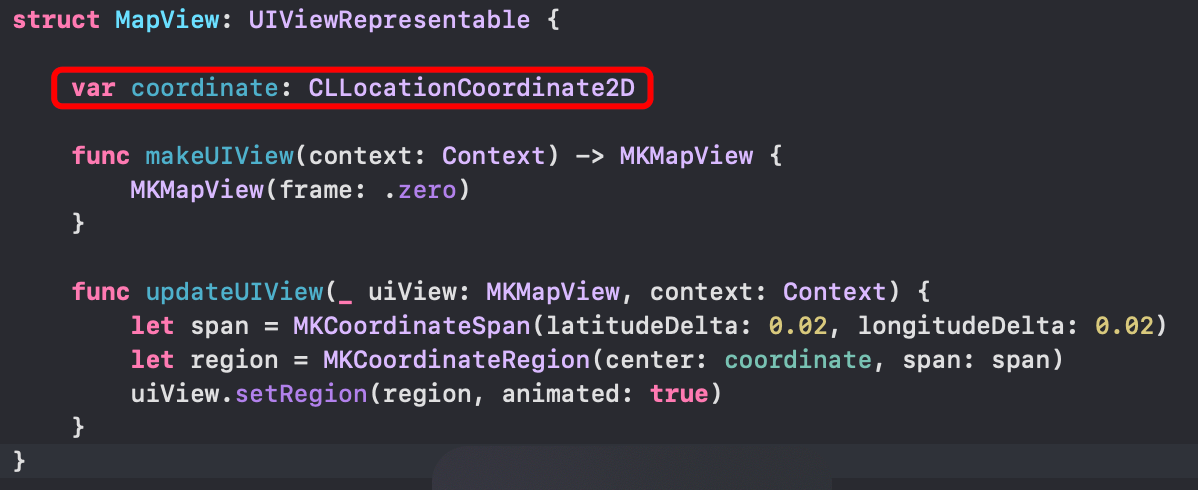 struct MapView: UIViewRepresentable {
var coordinate: CLLocationCoordinate2D
func makeUIView(context: Context) -> MKMapView {
MKMapView(frame: .zero)
}
func updateUIView(_ uiView: MKMapView, context: Context) {
let span = MKCoordinateSpan(latitudeDelta: 0.02, longitudeDelta: 0.02)
let region = MKCoordinateRegion(center: coordinate, span: span)
uiView.setRegion(region, animated: true)
}
}